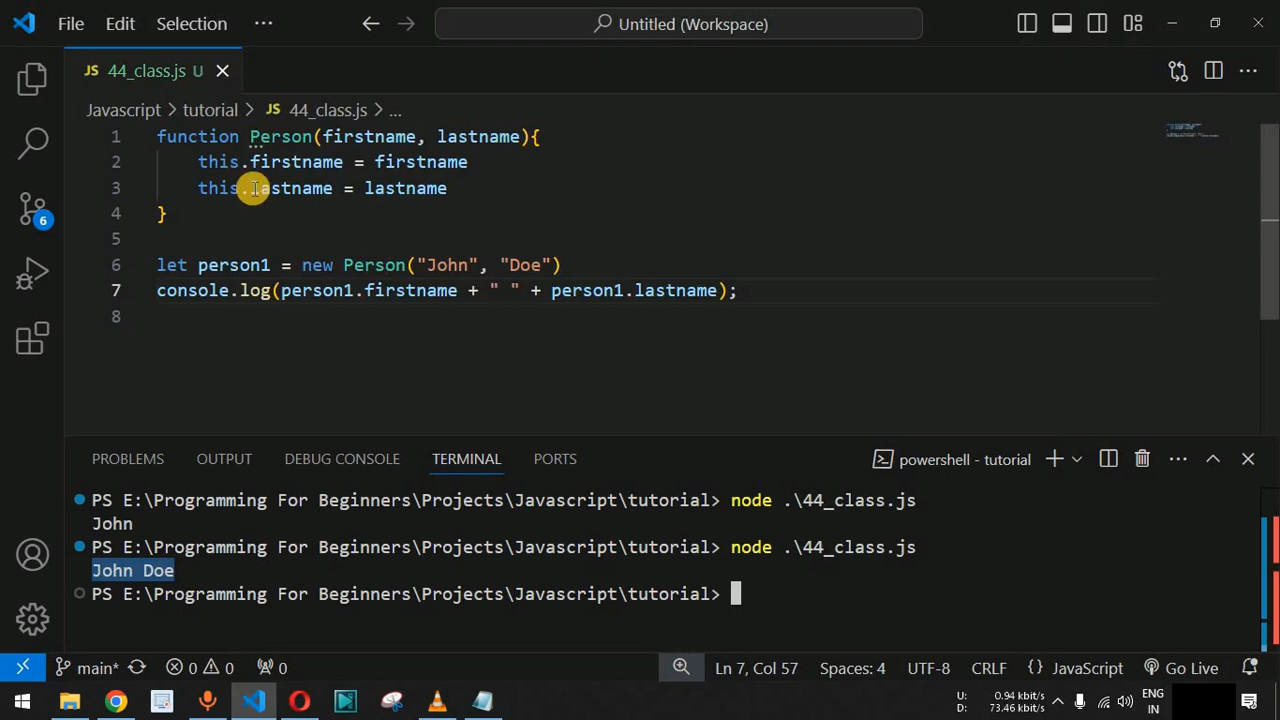 File Edit Selection ··· Untitled (Workspace)
JS 44_class.js U
Javascript > tutorial > JS 44_class.js > ...
1 function Person(firstname, lastname){
2 this.firstname = firstname
3 this.lastname = lastname
4 }
5
6 let person1 = new Person("John", "Doe")
7 console.log(person1.firstname + " " + person1.lastname);
8
PROBLEMS OUTPUT DEBUG CONSOLE TERMINAL PORTS powershell - tutorial
PS E:\Programming For Beginners\Projects\Javascript\tutorial> node .\44_class.js
John
PS E:\Programming For Beginners\Projects\Javascript\tutorial> node .\44_class.js
John Doe
PS E:\Programming For Beginners\Projects\Javascript\tutorial>
6
main* 0 0 0 Ln 7, Col 57 Spaces: 4 UTF-8 CRLF {} JavaScript Go Live
U: 0.94 kbit/s
D: 73.46 kbit/s
ENG
IN